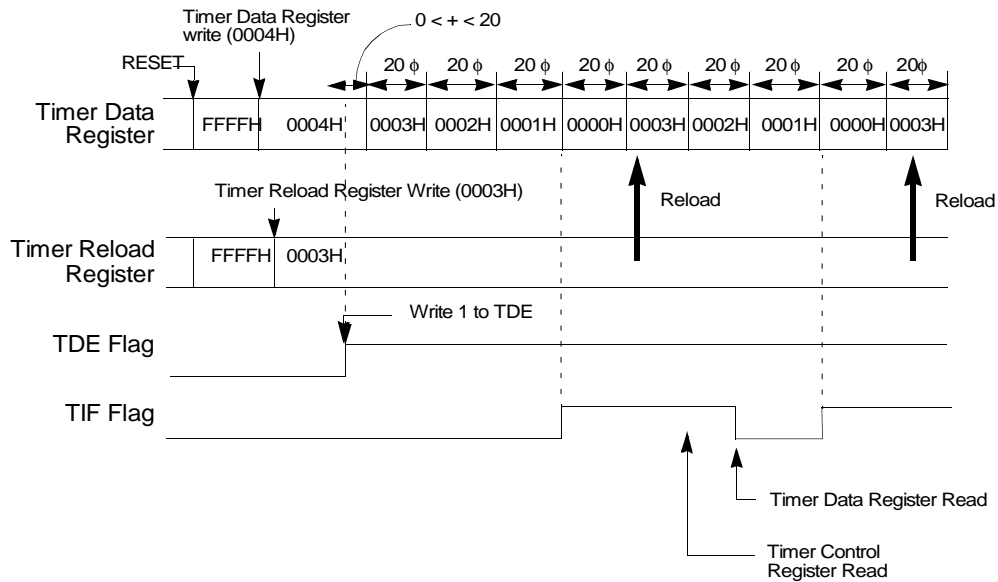 Timer Data Register
write (0004H)
0 < + < 20
RESET
20 ϕ 20 ϕ 20 ϕ 20 ϕ 20 ϕ 20 ϕ 20 ϕ 20 ϕ 20ϕ
Timer Data
Register
FFFFH 0004H 0003H 0002H 0001H 0000H 0003H 0002H 0001H 0000H 0003H
Timer Reload Register Write (0003H)
Reload
Reload
Timer Reload
Register
FFFFH 0003H
Write 1 to TDE
TDE Flag
TIF Flag
Timer Data Register Read
Timer Control
Register Read